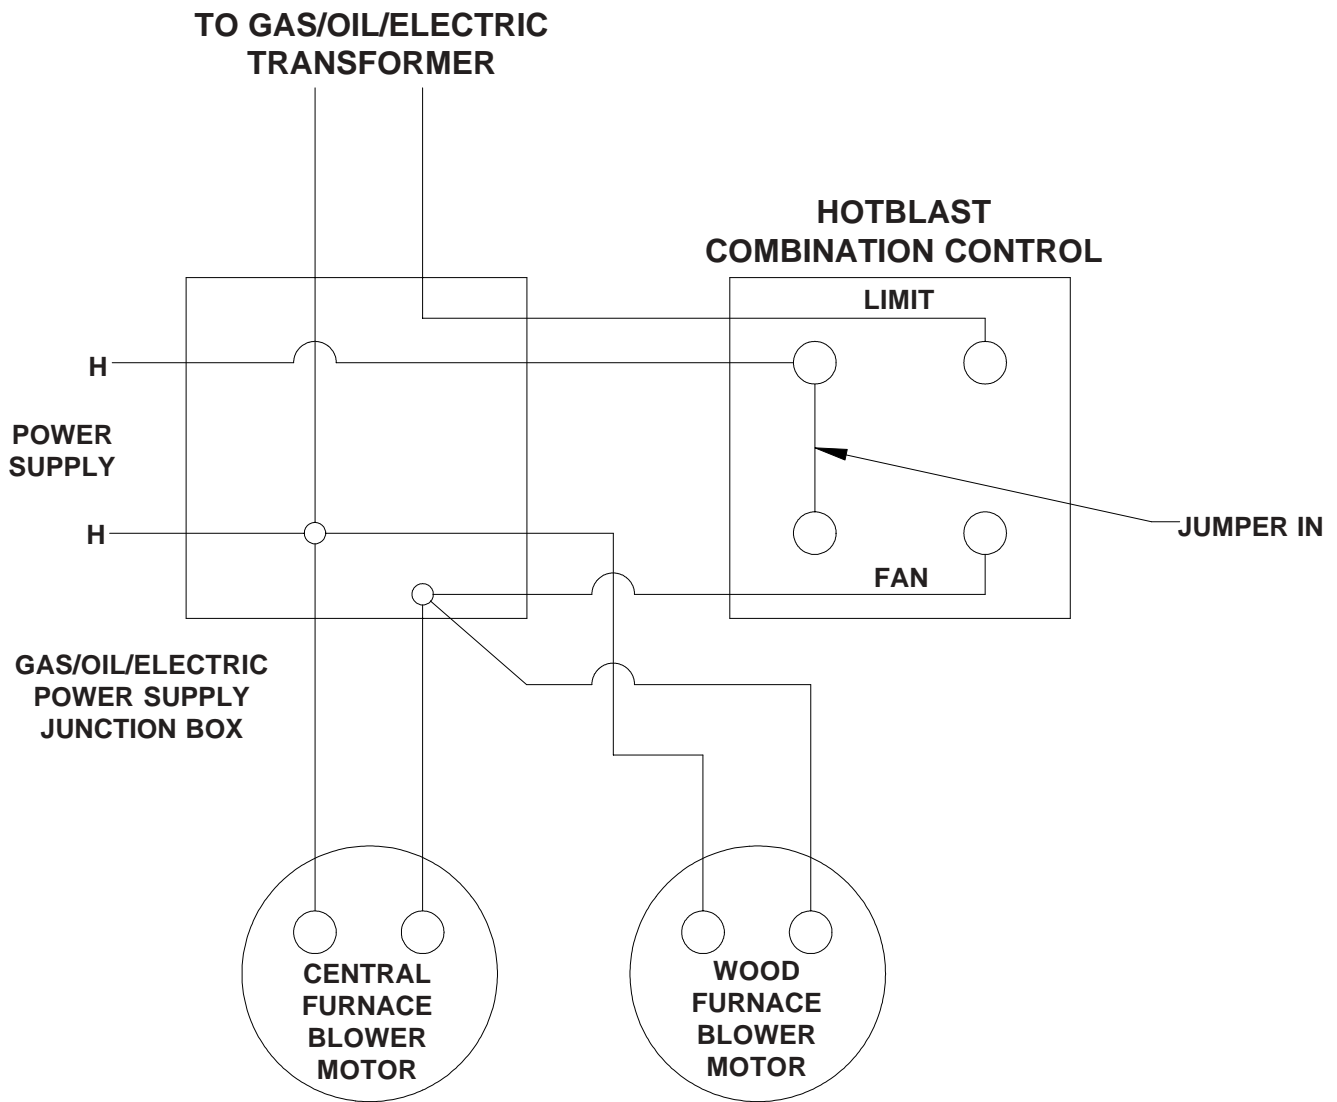 TO GAS/OIL/ELECTRIC
TRANSFORMER
HOTBLAST
COMBINATION CONTROL
LIMIT
H
POWER
SUPPLY
H
JUMPER IN
FAN
GAS/OIL/ELECTRIC
POWER SUPPLY
JUNCTION BOX
CENTRAL
FURNACE
BLOWER
MOTOR
WOOD
FURNACE
BLOWER
MOTOR